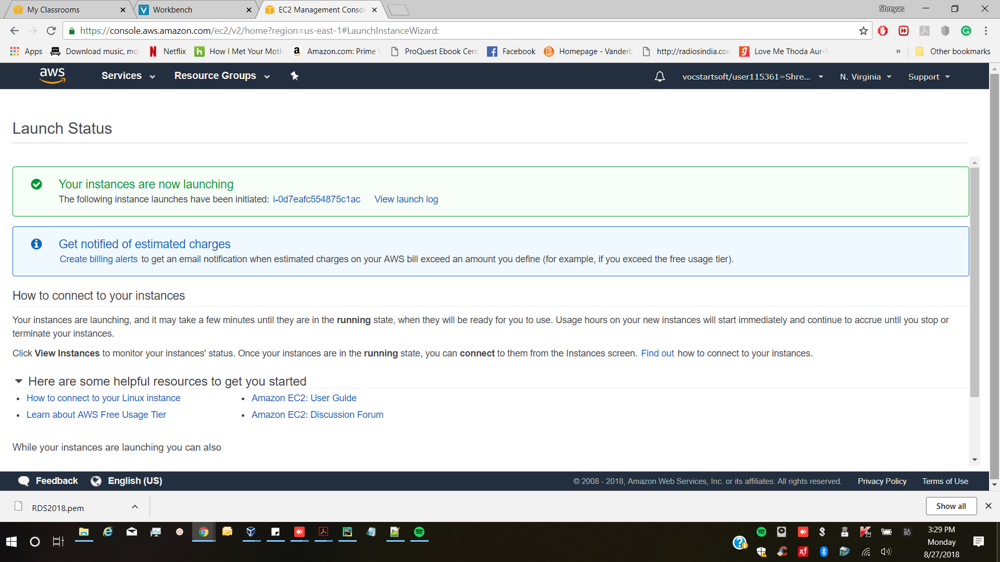 My Classrooms
Workbench
EC2 Management Consol
Shreyas
https://console.aws.amazon.com/ec2/v2/home?region=us-east-1#LaunchInstanceWizard:
Apps
Download music, mo
Netflix
How I Met Your Moth
Amazon.com: Prime
ProQuest Ebook Cent
Facebook
Homepage - Vanderb
http://radiosindia.com
Love Me Thoda Aur-
»
Other bookmarks
aws
Services
Resource Groups
vocstartsoft/user115361=Shre...
N. Virginia
Support
Launch Status
Your instances are now launching
The following instance launches have been initiated: i-0d7eafc554875c1ac View launch log
Get notified of estimated charges
Create billing alerts to get an email notification when estimated charges on your AWS bill exceed an amount you define (for example, if you exceed the free usage tier).
How to connect to your instances
Your instances are launching, and it may take a few minutes until they are in the running state, when they will be ready for you to use. Usage hours on your new instances will start immediately and continue to accrue until you stop or
terminate your instances.
Click View Instances to monitor your instances' status. Once your instances are in the running state, you can connect to them from the Instances screen. Find out how to connect to your instances.
Here are some helpful resources to get you started
• How to connect to your Linux instance
• Amazon EC2: User Guide
• Learn about AWS Free Usage Tier
• Amazon EC2: Discussion Forum
While your instances are launching you can also
Feedback
English (US)
© 2008 - 2018, Amazon Web Services, Inc. or its affiliates. All rights reserved.
Privacy Policy
Terms of Use
RDS2018.pem
Show all
3:29 PM
Monday
8/27/2018